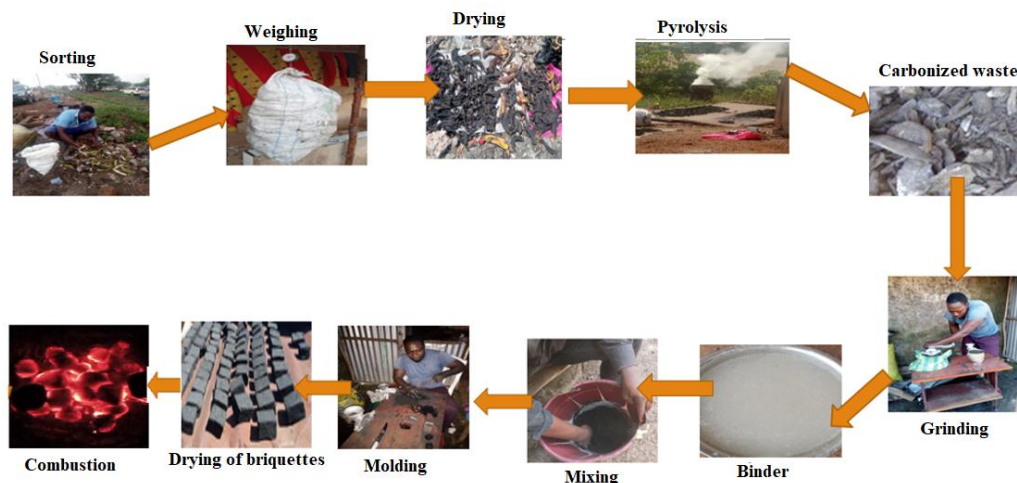 Sorting
Weighing
Drying
Pyrolysis
Carbonized waste
Grinding
Binder
Mixing
Molding
Drying of briquettes
Combustion